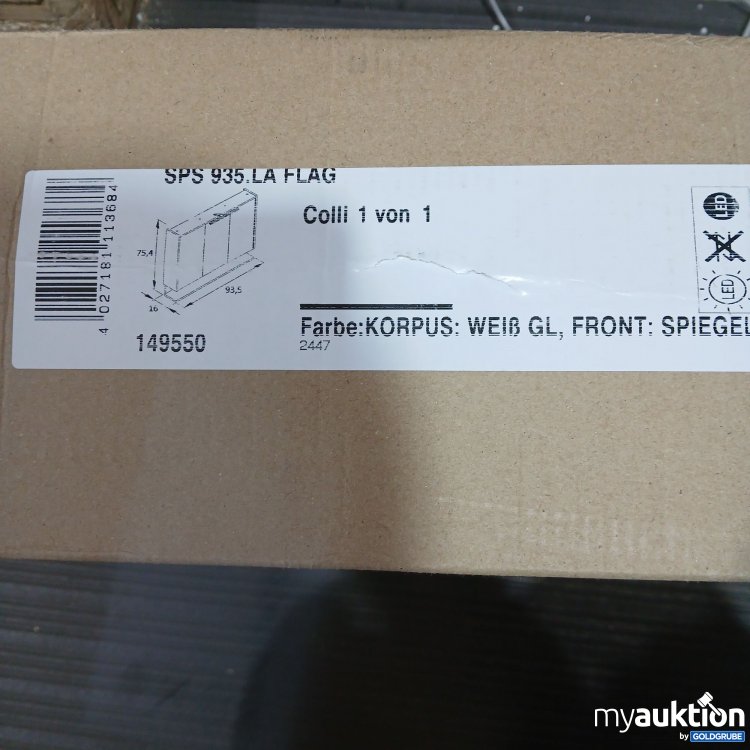 SPS 935.LA FLAG
4 027181 113684
75,4
16
93,5
149550
Colli 1 von 1
Farbe:KORPUS: WEIß GL, FRONT: SPIEGEL
2447
LED
LED
myauktion
by GOLDGRUBE